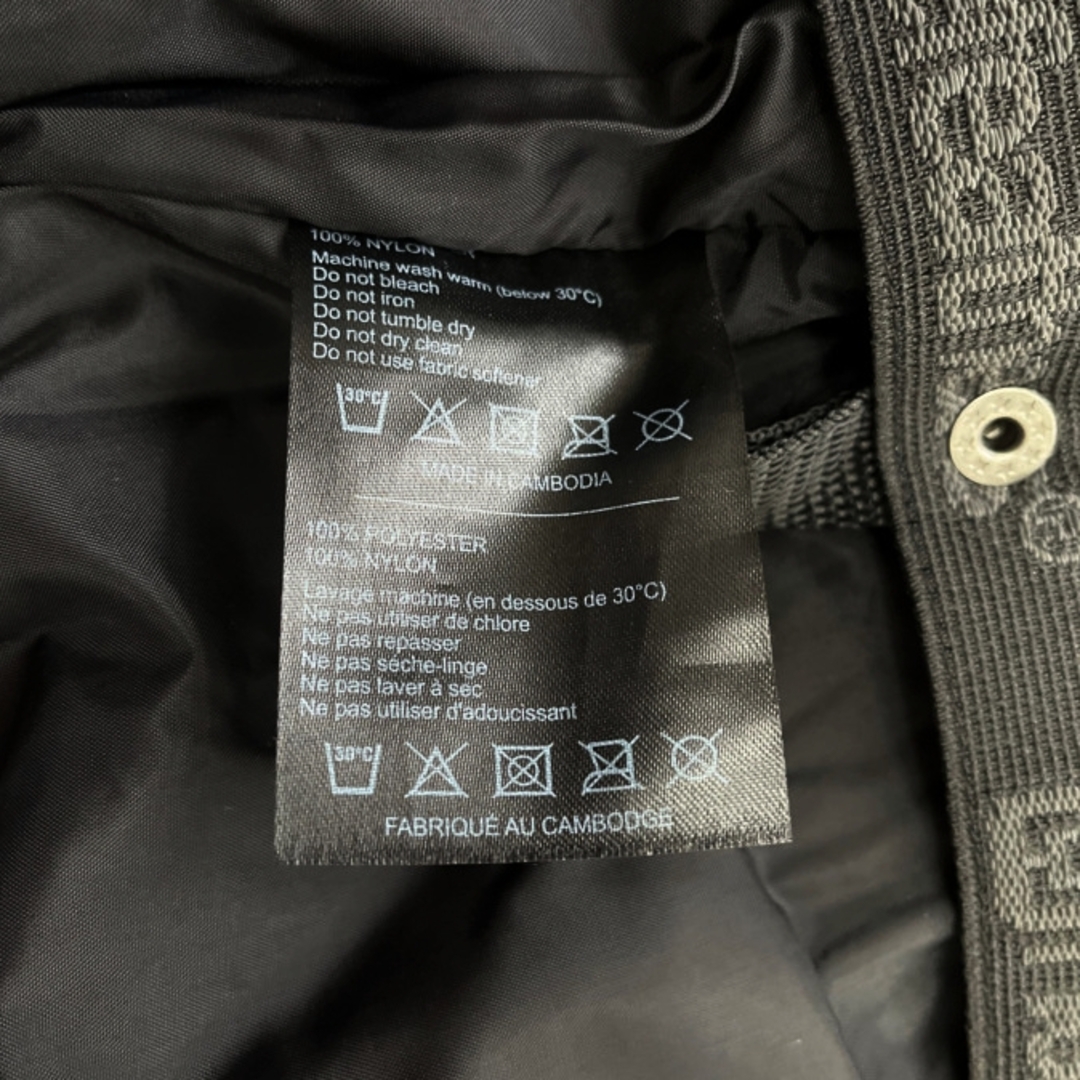 100% NYLON
Machine wash warm (below 30°C)
Do not bleach
Do not iron
Do not tumble dry
Do not dry clean
Do not use fabric softener
30°C
MADE IN CAMBODIA
100% POLYESTER
100% NYLON
Lavage machine (en dessous de 30°C)
Ne pas utiliser de chlore
Ne pas repasser
Ne pas séche-linge
Ne pas laver à sec
Ne pas utiliser d'adoucissant
30°C
FABRIQUÉ AU CAMBODGE
®